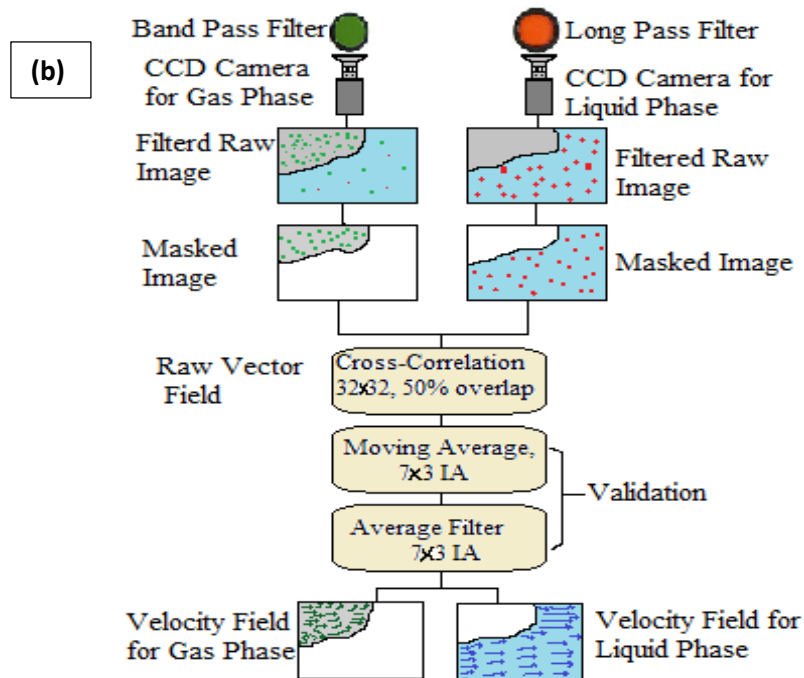 (b)
Band Pass Filter
Long Pass Filter
CCD Camera
for Gas Phase
CCD Camera for
Liquid Phase
Filterd Raw
Image
Filtered Raw
Image
Masked
Image
Masked Image
Raw Vector
Field
Cross-Correlation
32x32, 50% overlap
Moving Average,
7x3 IA
Validation
Average Filter
7x3 IA
Velocity Field
for Gas Phase
Velocity Field for
Liquid Phase